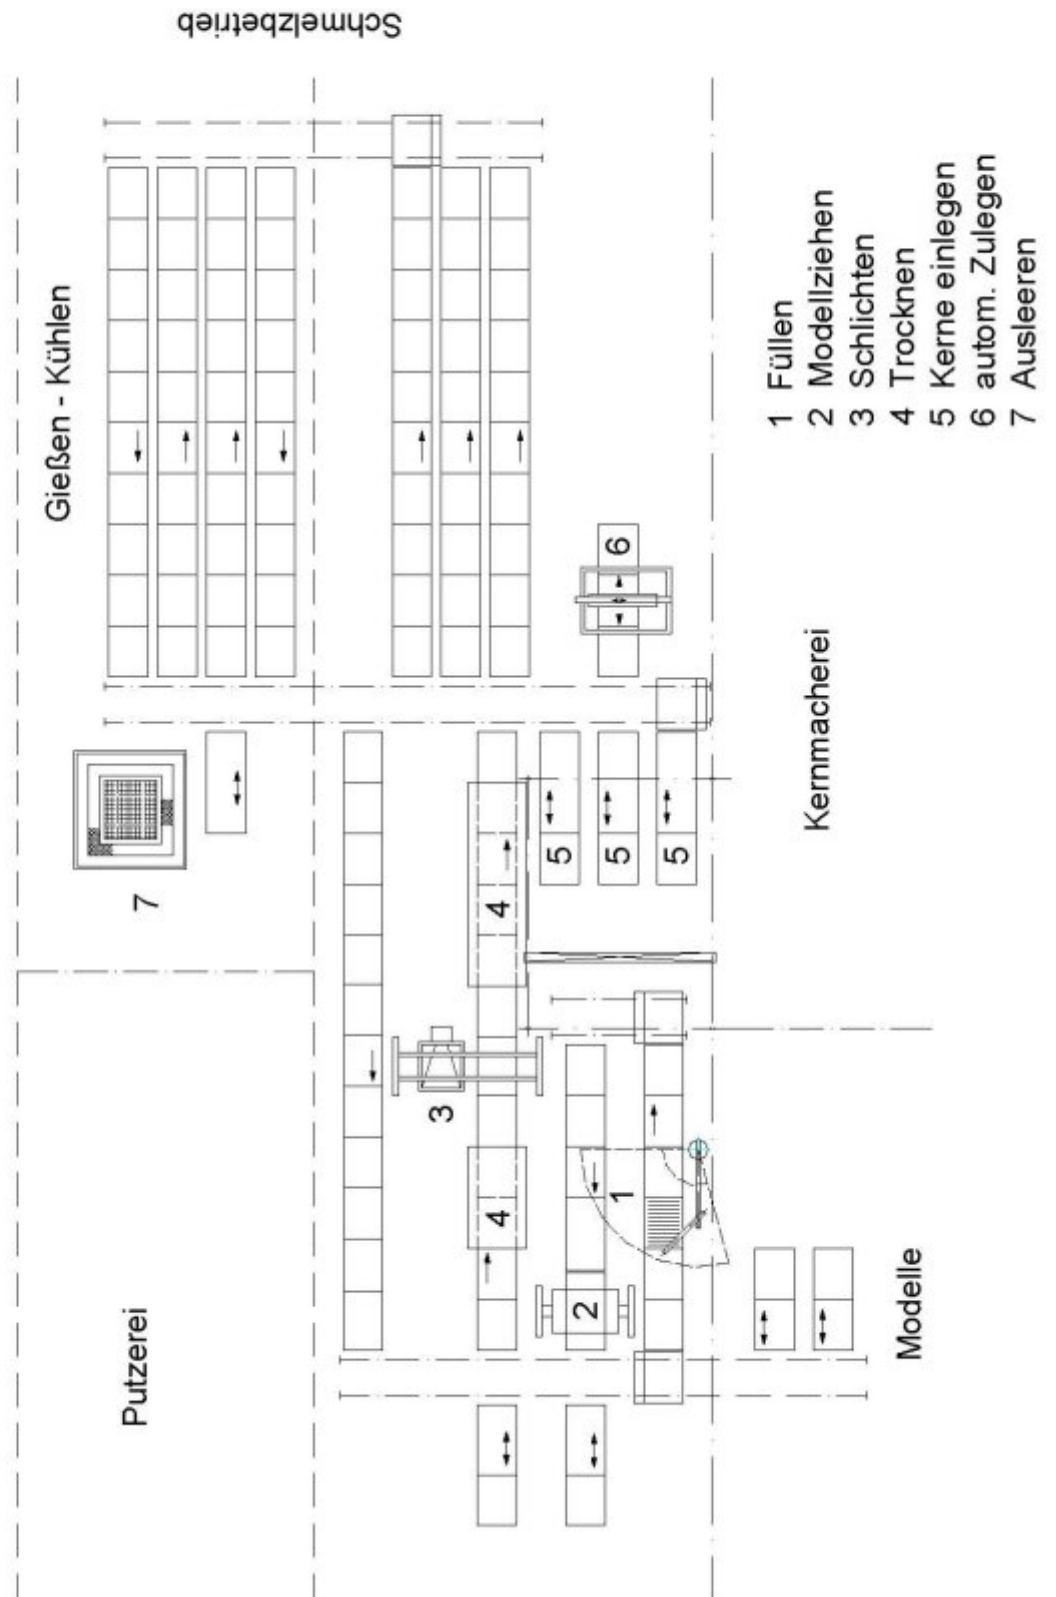 Schmelzbetrieb
Gießen - Kühlen
Putzerei
7
3
4
4
1
2
5
5
5
6
Kernmacherei
Modelle
1 Füllen
2 Modellziehen
3 Schlichten
4 Trocknen
5 Kerne einlegen
6 autom. Zulegen
7 Ausleeren